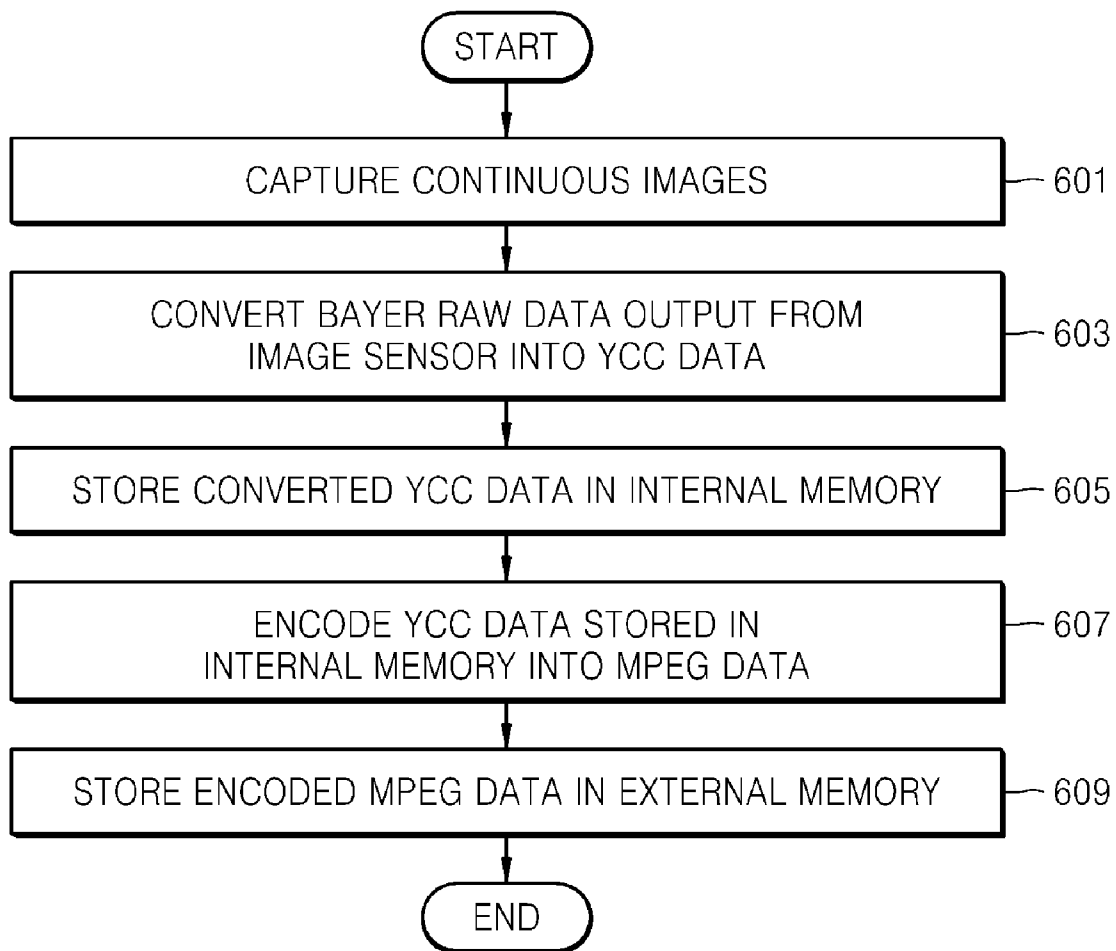 START
CAPTURE CONTINUOUS IMAGES
601
CONVERT BAYER RAW DATA OUTPUT FROM
IMAGE SENSOR INTO YCC DATA
603
STORE CONVERTED YCC DATA IN INTERNAL MEMORY
605
ENCODE YCC DATA STORED IN
INTERNAL MEMORY INTO MPEG DATA
607
STORE ENCODED MPEG DATA IN EXTERNAL MEMORY
609
END